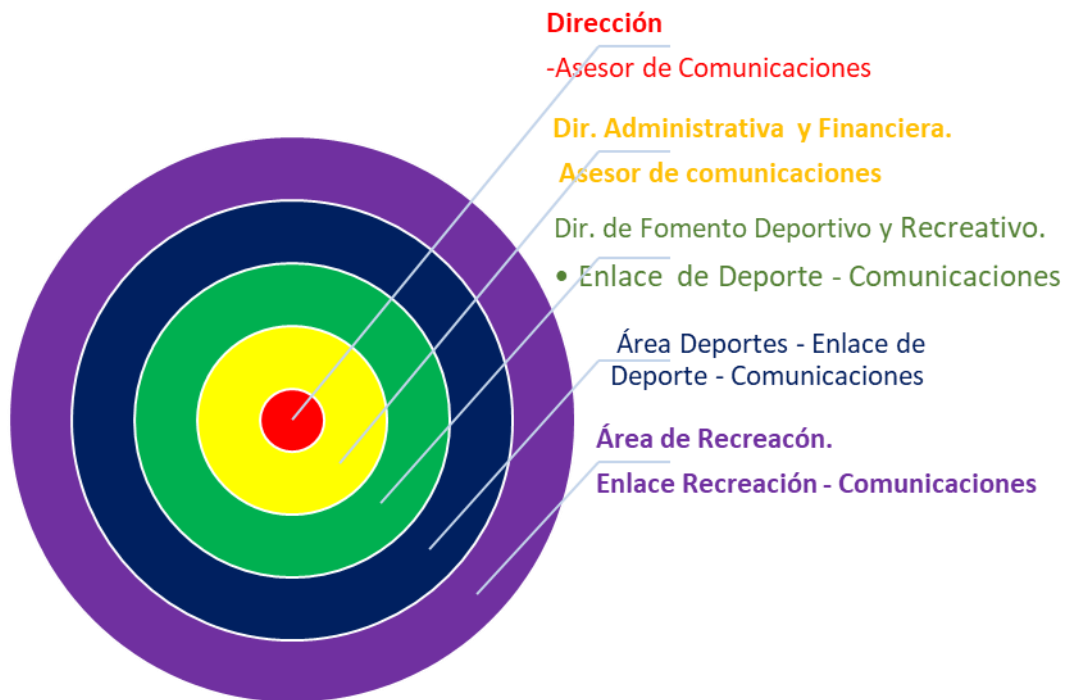 Dirección
-Asesor de Comunicaciones
Dir. Administrativa y Financiera.
Asesor de comunicaciones
Dir. de Fomento Deportivo y Recreativo.
• Enlace de Deporte - Comunicaciones
Área Deportes - Enlace de
Deporte - Comunicaciones
Área de Recreacón.
Enlace Recreación - Comunicaciones